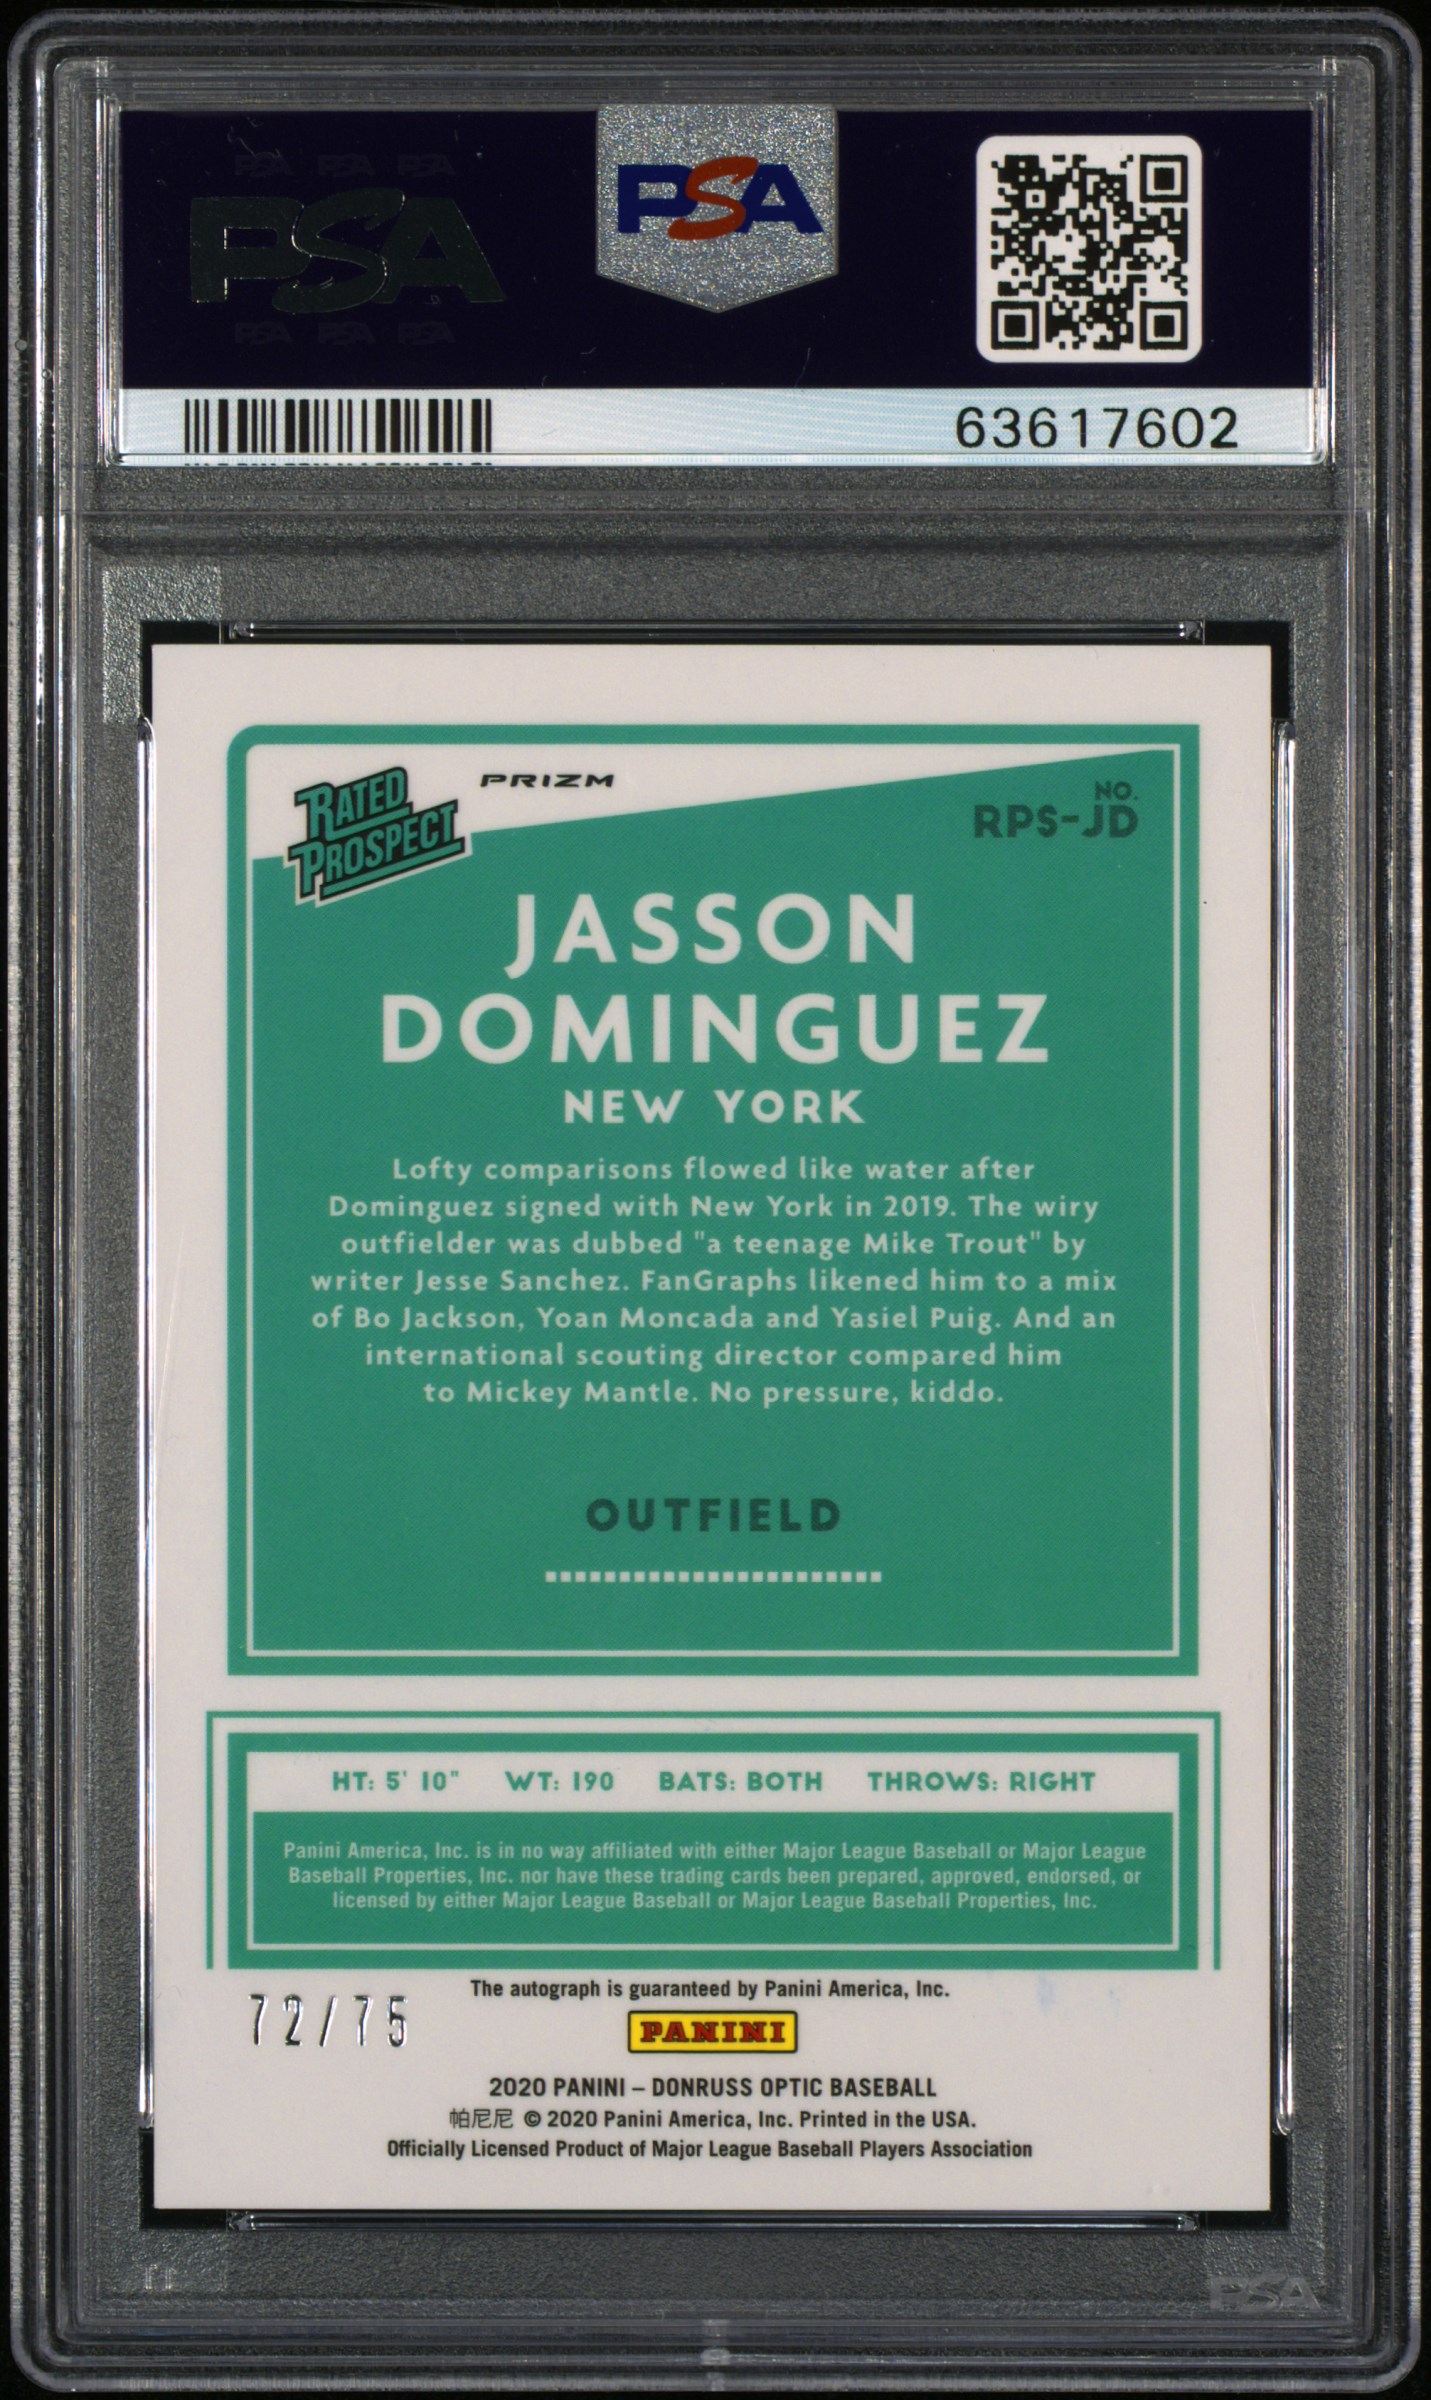 PSA PSA PSA
PSA
PSA PSA PSA
PSA
63617602
RATED
PROSPECT
PRIZM
NO.
RPS-JD
JASSON
DOMINGUEZ
NEW YORK
Lofty comparisons flowed like water after
Dominguez signed with New York in 2019. The wiry
outfielder was dubbed "a teenage Mike Trout" by
writer Jesse Sanchez. FanGraphs likened him to a mix
of Bo Jackson, Yoan Moncada and Yasiel Puig. And an
international scouting director compared him
to Mickey Mantle. No pressure, kiddo.
OUTFIELD
HT: 5' 10" WT: 190 BATS: BOTH THROWS: RIGHT
Panini America, Inc. is in no way affiliated with either Major League Baseball or Major League
Baseball Properties, Inc. nor have these trading cards been prepared, approved, endorsed, or
licensed by either Major League Baseball or Major League Baseball Properties, Inc.
The autograph is guaranteed by Panini America, Inc.
72/75
PANINI
2020 PANINI – DONRUSS OPTIC BASEBALL
帕尼尼 © 2020 Panini America, Inc. Printed in the USA.
Officially Licensed Product of Major League Baseball Players Association
PSA